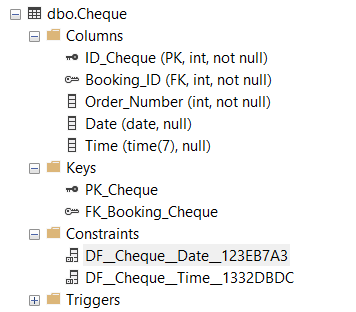 dbo.Cheque
Columns
ID_Cheque (PK, int, not null)
Booking_ID (FK, int, not null)
Order_Number (int, not null)
Date (date, null)
Time (time(7), null)
Keys
PK_Cheque
FK_Booking_Cheque
Constraints
DF__Cheque__Date__123EB7A3
DF__Cheque__Time__1332DBDC
Triggers